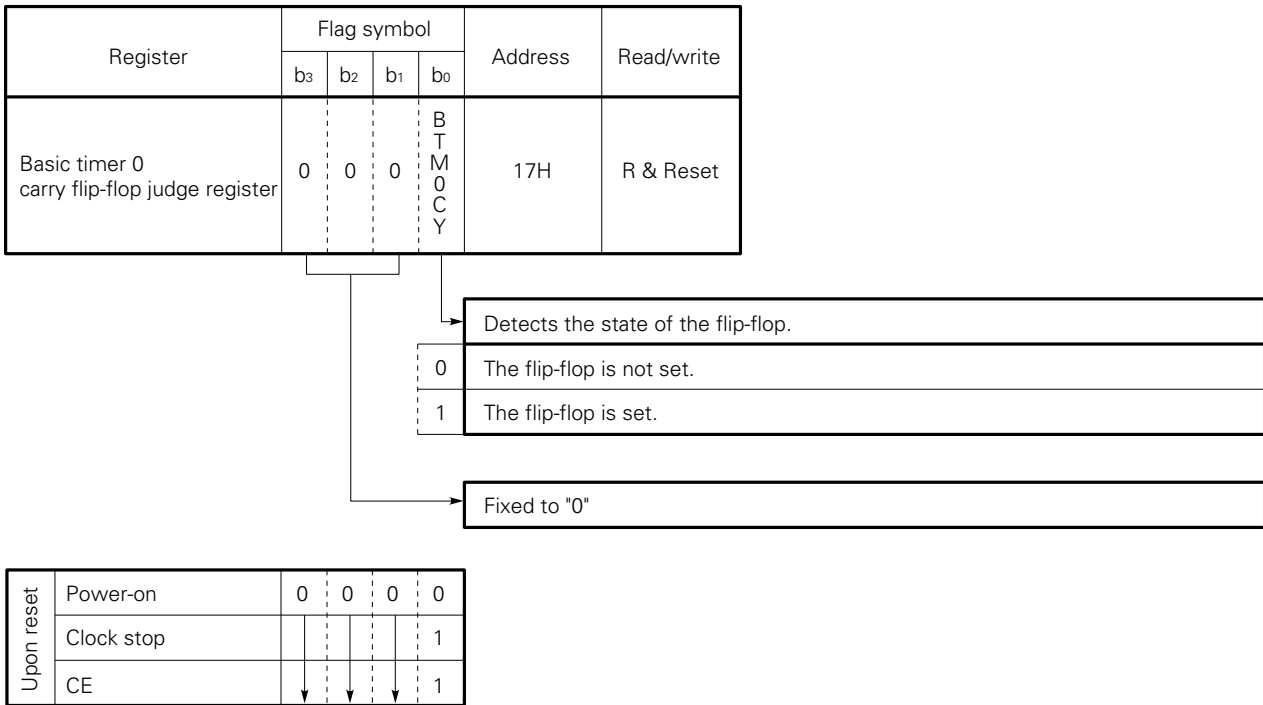 Register Flag symbol Address Read/write
b3 b2 b1 b0
Basic timer 0
carry flip-flop judge register
0 0 0 BTM0CY 17H R & Reset
Detects the state of the flip-flop.
0 The flip-flop is not set.
1 The flip-flop is set.
Fixed to "0"
Upon reset
Power-on 0 0 0 0
Clock stop 1
CE 1